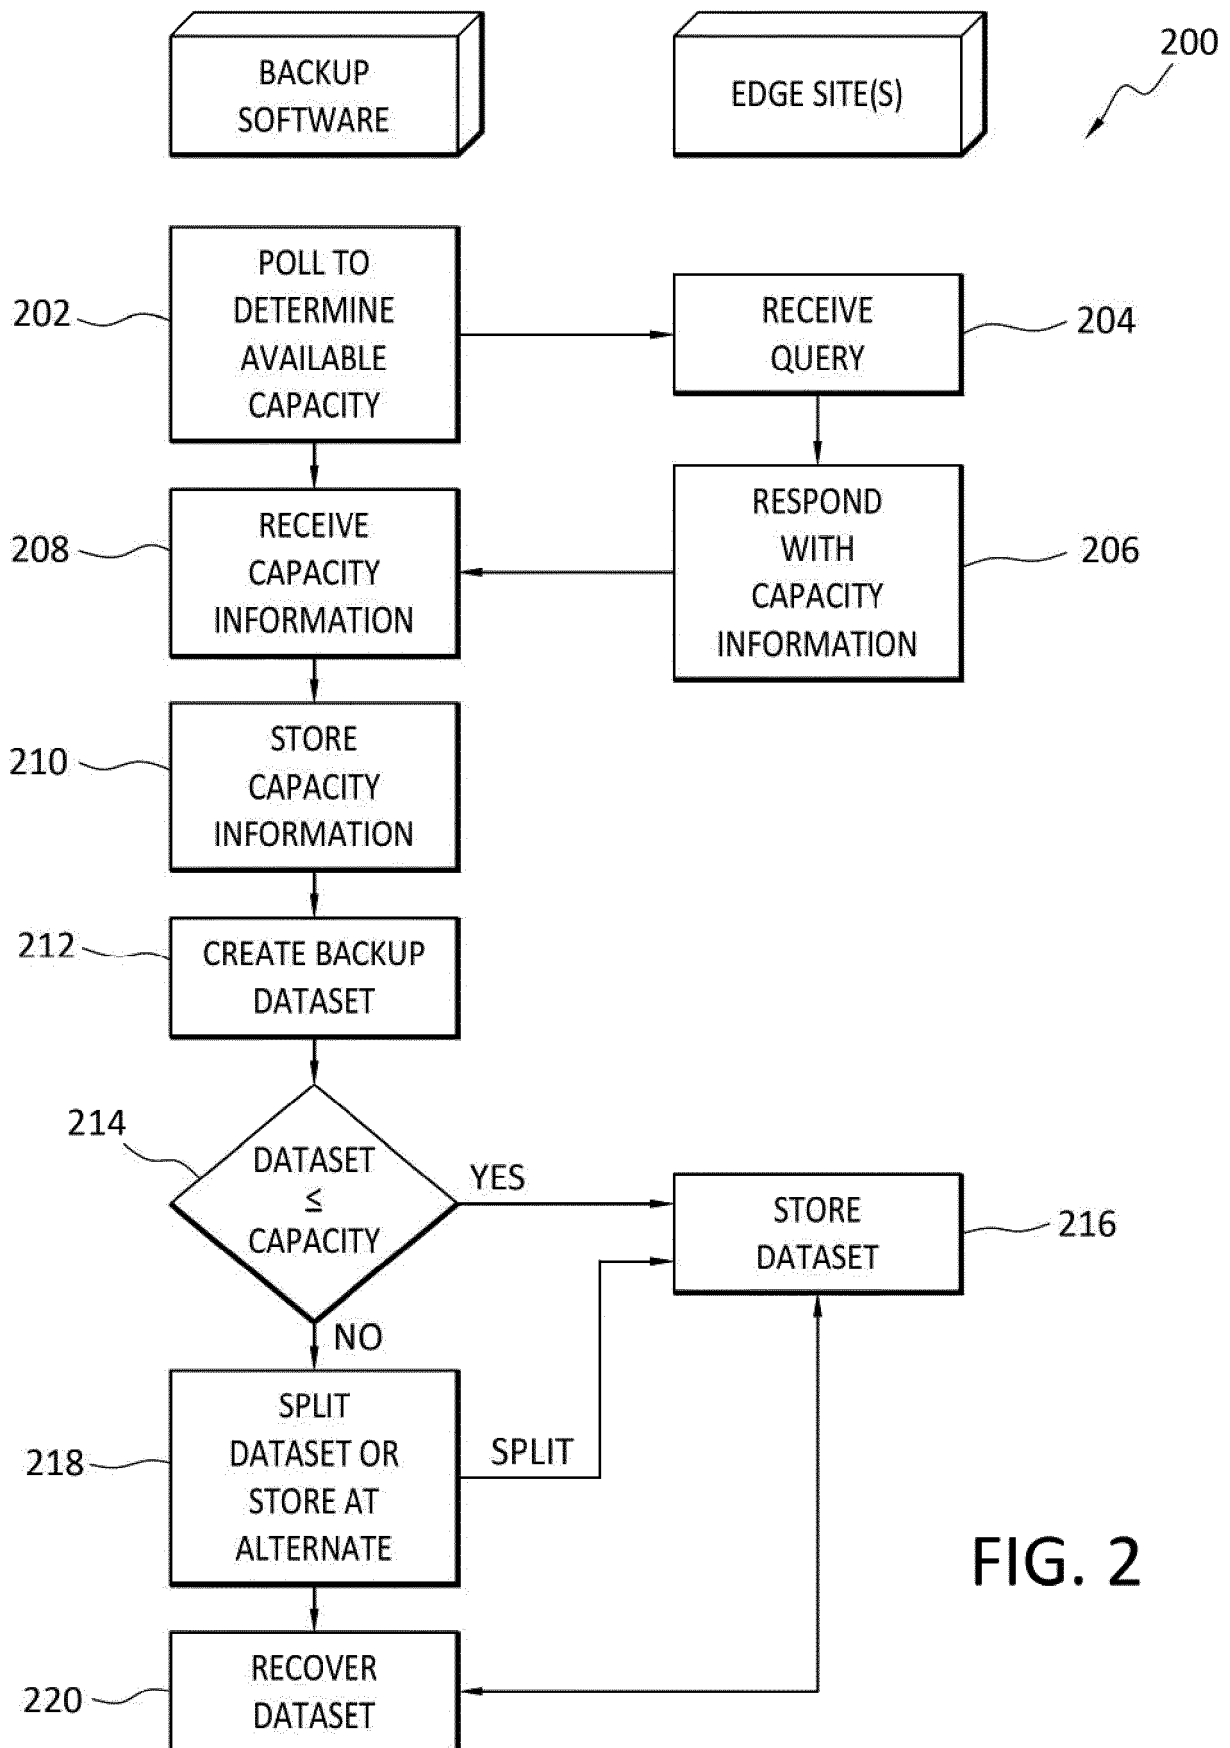 BACKUP
SOFTWARE
EDGE SITE(S)
200
POLL TO
DETERMINE
AVAILABLE
CAPACITY
202
RECEIVE
QUERY
204
RECEIVE
CAPACITY
INFORMATION
208
RESPOND
WITH
CAPACITY
INFORMATION
206
STORE
CAPACITY
INFORMATION
210
CREATE BACKUP
DATASET
212
214
DATASET
≤
CAPACITY
YES
NO
STORE
DATASET
216
SPLIT
DATASET OR
STORE AT
ALTERNATE
218
SPLIT
FIG. 2
RECOVER
DATASET
220